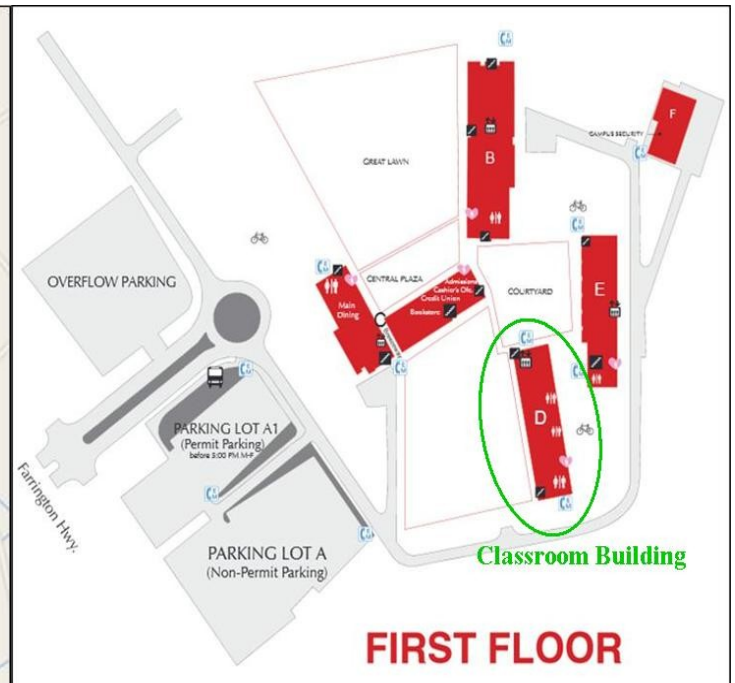 GREAT LAWN
B
F
CAMPUS SECURITY
OVERFLOW PARKING
CENTRAL PLAZA
Main
Dining
Admissions
Cashier's Ofc.
Credit Union
Bookstore
COURTYARD
E
D
PARKING LOT A1
(Permit Parking)
before 5:00 PM M-F
Farrington Hwy.
PARKING LOT A
(Non-Permit Parking)
Classroom Building
FIRST FLOOR